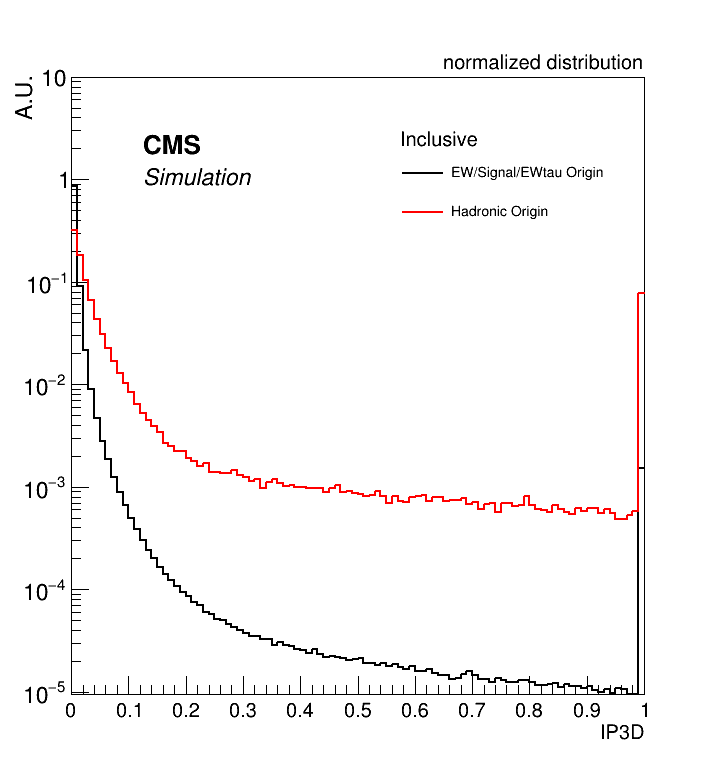 normalized distribution
A.U.
10
CMS
Simulation
Inclusive
EW/Signal/EWtau Origin
Hadronic Origin
1
10⁻¹
10⁻²
10⁻³
10⁻⁴
10⁻⁵
0 0.1 0.2 0.3 0.4 0.5 0.6 0.7 0.8 0.9 1
IP3D